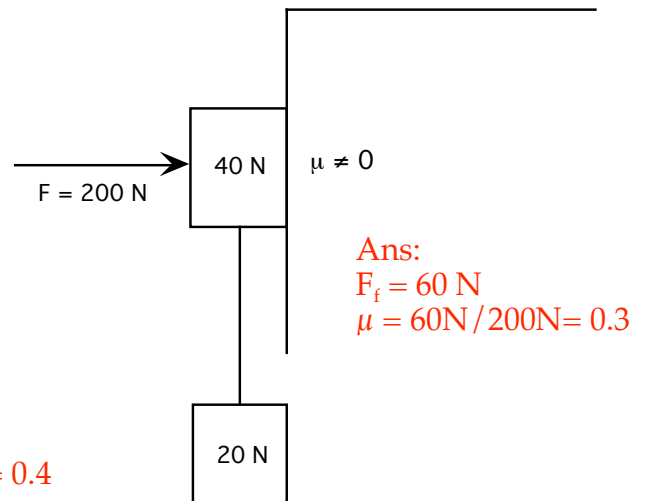 40 N
μ ≠ 0
F = 200 N
Ans:
F_f = 60 N
μ = 60N/200N= 0.3
20 N
= 0.4